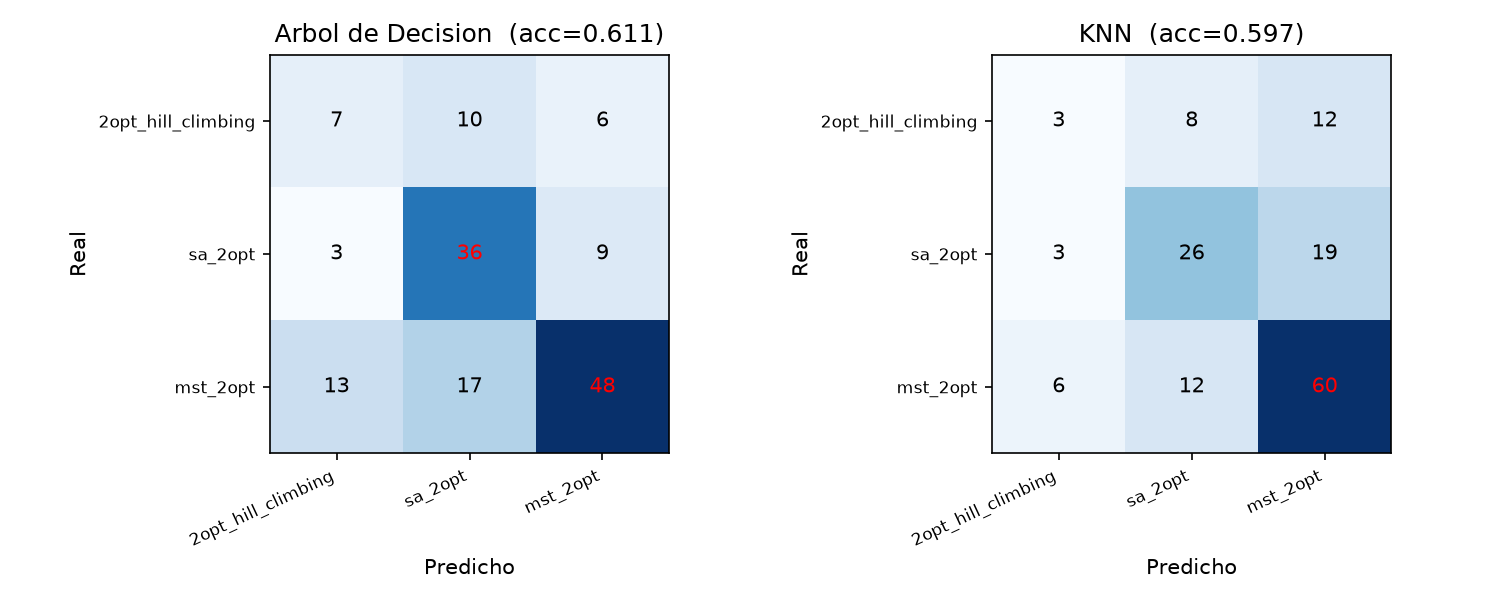 Arbol de Decision (acc=0.611)
2opt_hill_climbing
7 10 6
Real
sa_2opt
3 36 9
mst_2opt
13 17 48
2opt_hill_climbing
sa_2opt
mst_2opt
Predicho
KNN (acc=0.597)
2opt_hill_climbing
3 8 12
Real
sa_2opt
3 26 19
mst_2opt
6 12 60
2opt_hill_climbing
sa_2opt
mst_2opt
Predicho